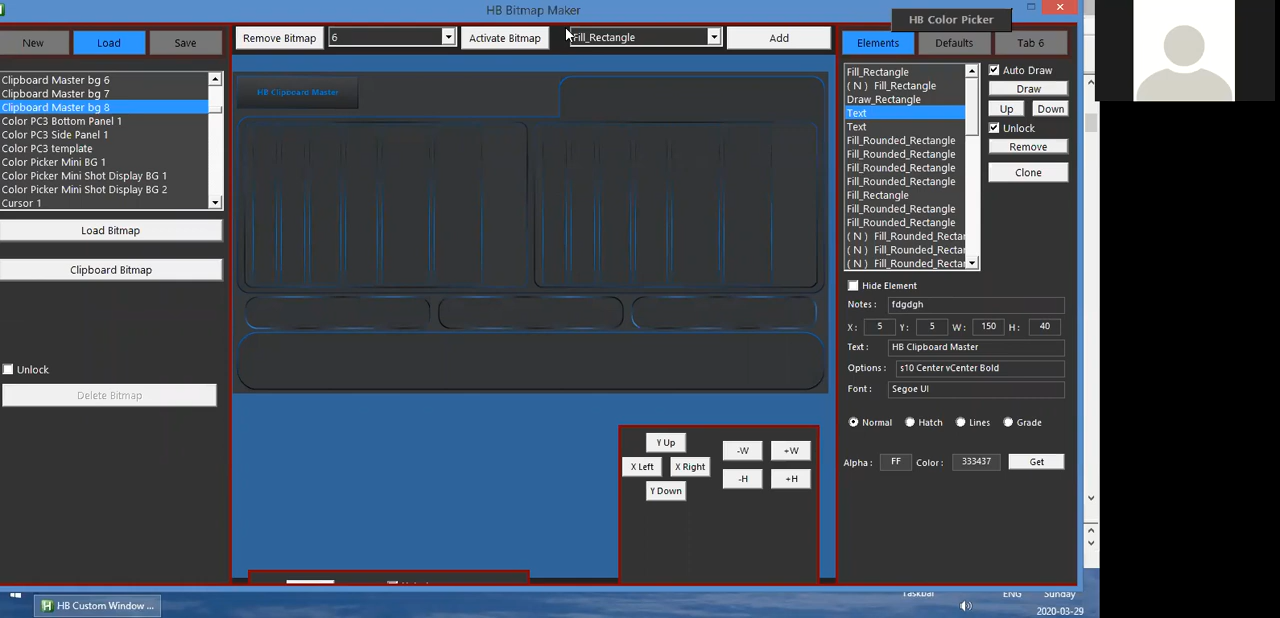 HB Bitmap Maker
HB Color Picker
New
Load
Save
Remove Bitmap
6
Activate Bitmap
Fill_Rectangle
Add
Elements
Defaults
Tab 6
Clipboard Master bg 6
Clipboard Master bg 7
Clipboard Master bg 8
Color PC3 Bottom Panel 1
Color PC3 Side Panel 1
Color PC3 template
Color Picker Mini BG 1
Color Picker Mini Shot Display BG 1
Color Picker Mini Shot Display BG 2
Cursor 1
Load Bitmap
Clipboard Bitmap
Unlock
Delete Bitmap
HB Clipboard Master
Y Up
X Left
X Right
Y Down
-W
+W
-H
+H
Fill_Rectangle
( N ) Fill_Rectangle
Draw_Rectangle
Text
Text
Fill_Rounded_Rectangle
Fill_Rounded_Rectangle
Fill_Rounded_Rectangle
Fill_Rounded_Rectangle
Fill_Rectangle
Fill_Rounded_Rectangle
Fill_Rounded_Rectangle
( N ) Fill_Rounded_Rectar
( N ) Fill_Rounded_Rectar
( N ) Fill_Rounded_Rectar
Auto Draw
Draw
Up
Down
Unlock
Remove
Clone
Hide Element
Notes : fdgdgh
X : 5 Y : 5 W : 150 H : 40
Text : HB Clipboard Master
Options : s10 Center vCenter Bold
Font : Segoe UI
Normal Hatch Lines Grade
Alpha : FF Color : 333437 Get
HB Custom Window ...
Taskbar
ENG
Sunday
2020-03-29